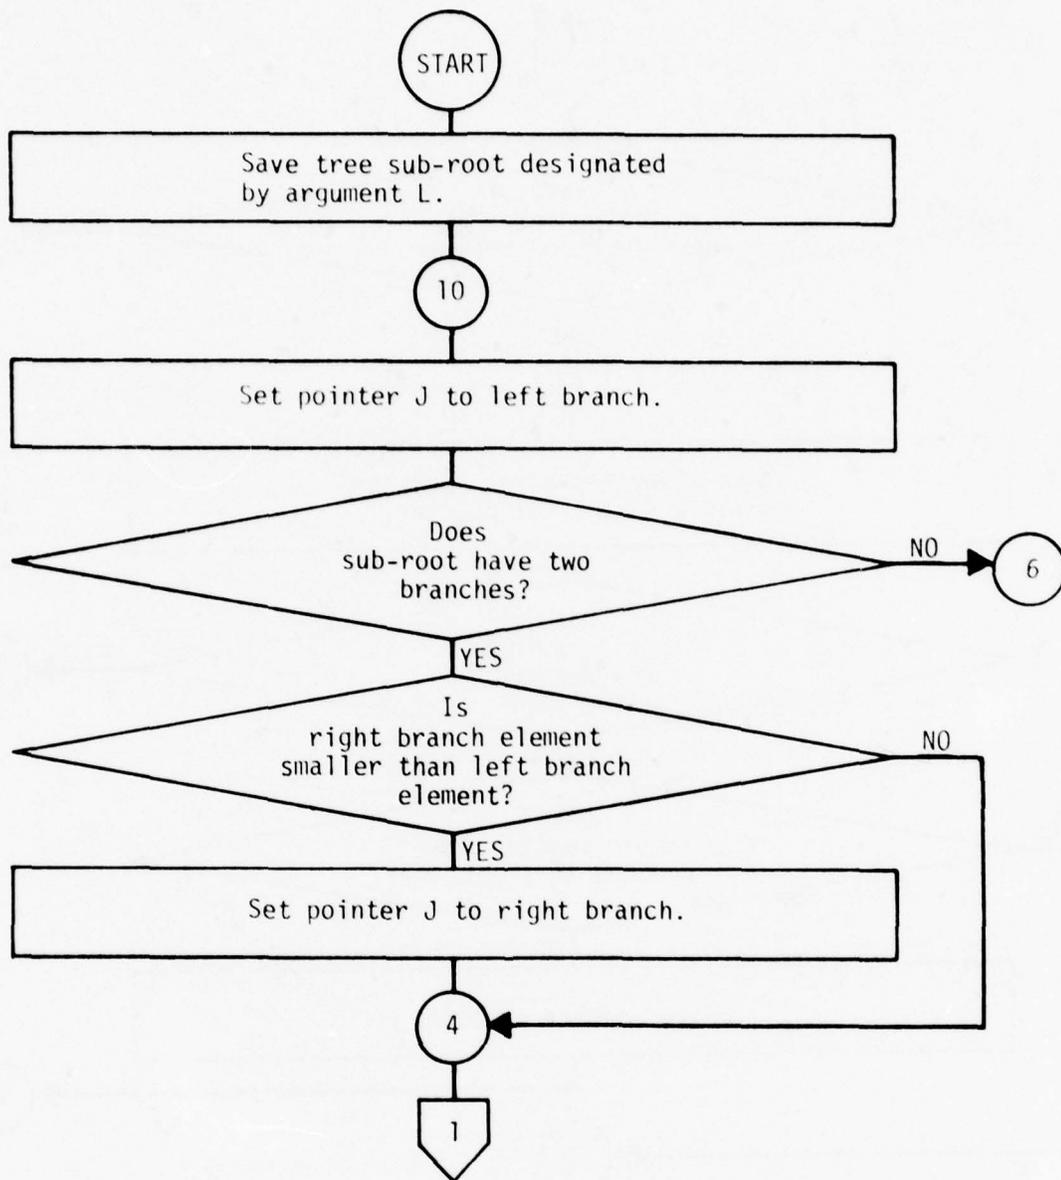 START
Save tree sub-root designated
by argument L.
10
Set pointer J to left branch.
Does
sub-root have two
branches?
NO
6
YES
Is
right branch element
smaller than left branch
element?
NO
YES
Set pointer J to right branch.
4
1